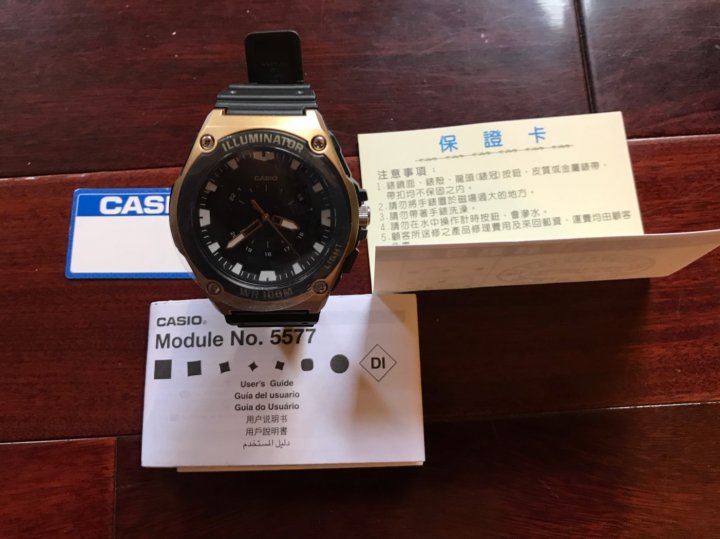 ILLUMINATOR
CASIO
LIGHT
WR 100M
CASI
CASIO®
Module No. 5577
DI
User's Guide
Guía del usuario
Guia do Usuário
用户说明书
用戶說明書
دليل المستخدم
保證卡
注意事項：
1. 錶鏡面、錶殼、龍頭(錶冠)按鈕、皮質或金屬錶帶、
帶扣均不保固之內。
2. 請勿將手錶置於磁場過大的地方。
3. 請勿帶著手錶洗澡。
4. 請勿在水中操作計時按鈕，會滲水。
5. 顧客所送修之產品修理費用及來回郵資、運費均由顧客